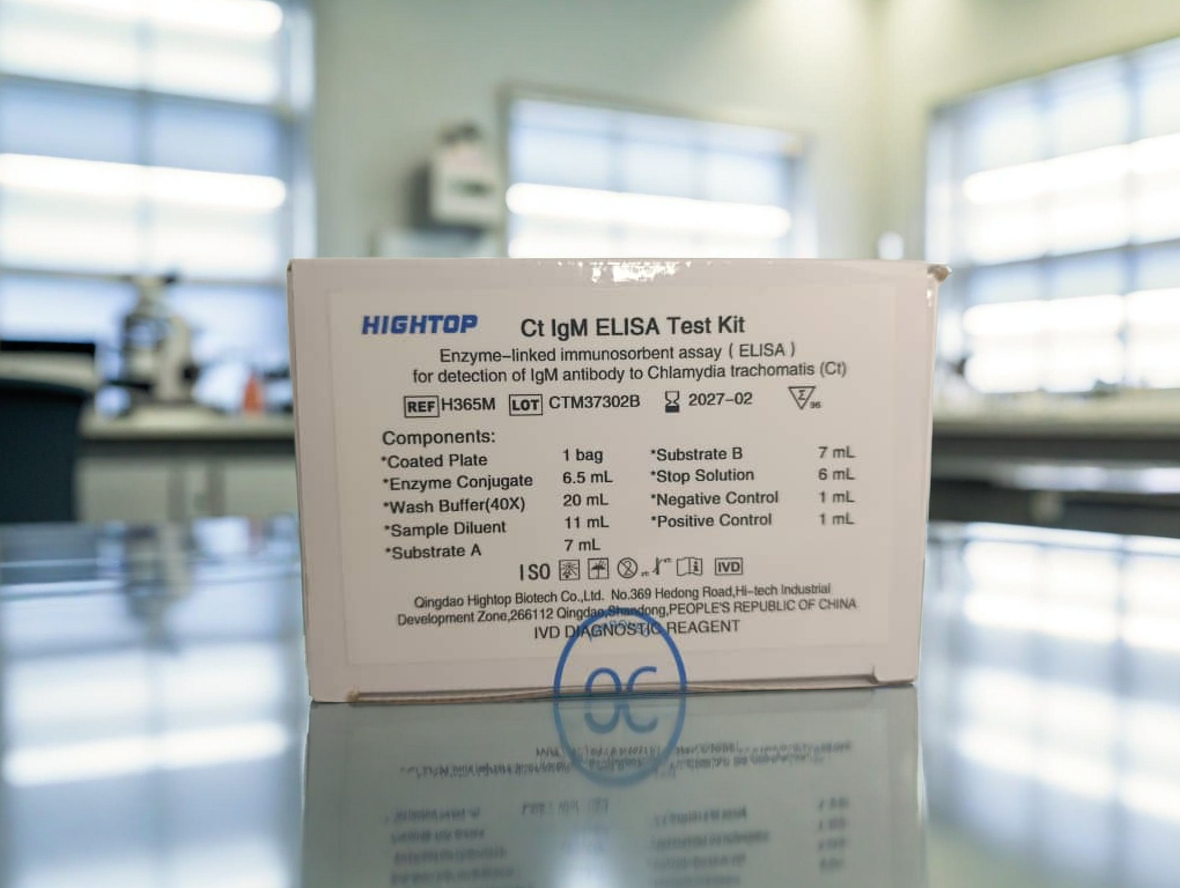 HIGHTOP Ct IgM ELISA Test Kit
Enzyme-linked immunosorbent assay ( ELISA )
for detection of IgM antibody to Chlamydia trachomatis (Ct)
REF H365M LOT CTM37302B 2027-02 Σ 96
Components:
*Coated Plate 1 bag *Substrate B 7 mL
*Enzyme Conjugate 6.5 mL *Stop Solution 6 mL
*Wash Buffer(40X) 20 mL *Negative Control 1 mL
*Sample Diluent 11 mL *Positive Control 1 mL
*Substrate A 7 mL
ISO IVD
Qingdao Hightop Biotech Co.,Ltd. No.369 Hedong Road,Hi-tech Industrial
Development Zone,266112 Qingdao,Shandong,PEOPLE'S REPUBLIC OF CHINA
IVD DIAGNOSTIC REAGENT
QC